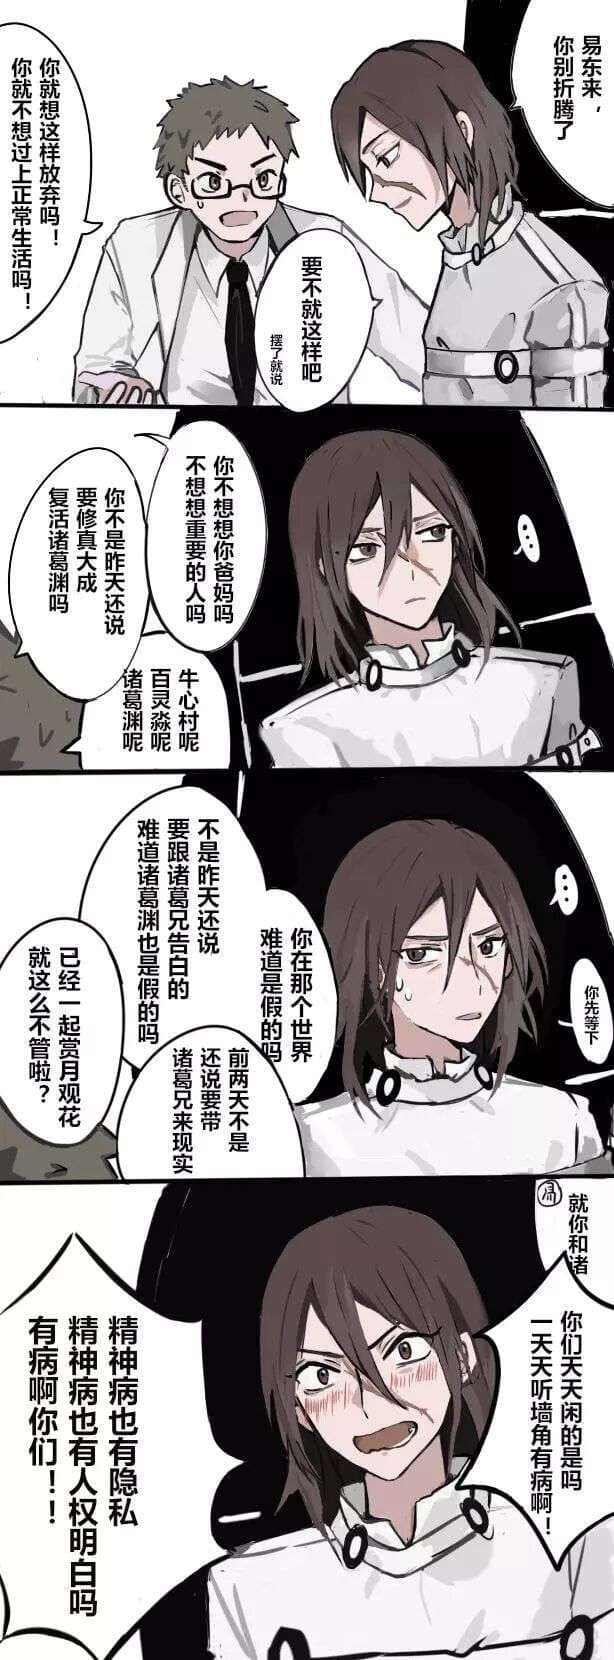 易东来，
你别折腾了
你就想这样放弃吗！
你就不想过上正常生活吗！
要不就这样吧
摆了就说
你不想想你爸妈吗
不想想重要的人吗
你不是昨天还说
要修真大成
复活诸葛渊吗
牛心村呢
百灵淼呢
诸葛渊呢
你在那个世界
难道是假的吗
不是昨天还说
要跟诸葛兄告白的
难道诸葛渊也是假的吗
你先等下
前两天不是
还说要带
诸葛兄来现实
已经一起赏月观花
就这么不管啦？
就你和诸
你们天天闲的是吗
一天天听墙角有病啊！
精神病也有隐私
精神病也有人权明白吗
有病啊你们！！